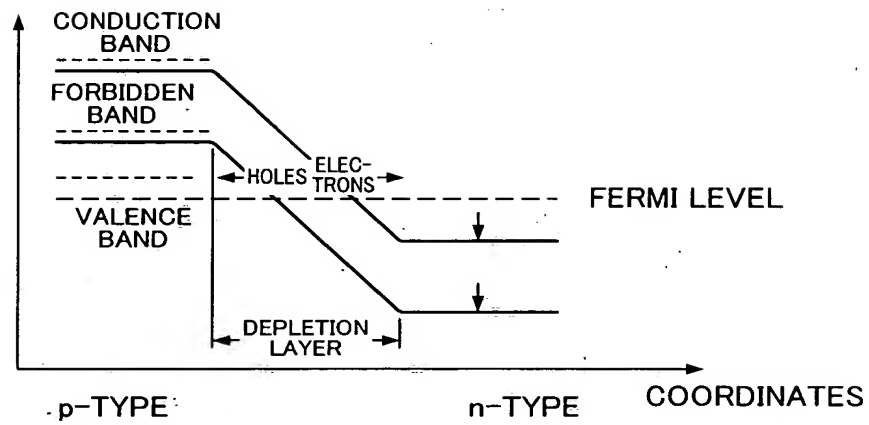 CONDUCTION
BAND
FORBIDDEN
BAND
HOLES
ELEC-
TRONS
FERMI LEVEL
VALENCE
BAND
DEPLETION
LAYER
COORDINATES
p-TYPE
n-TYPE